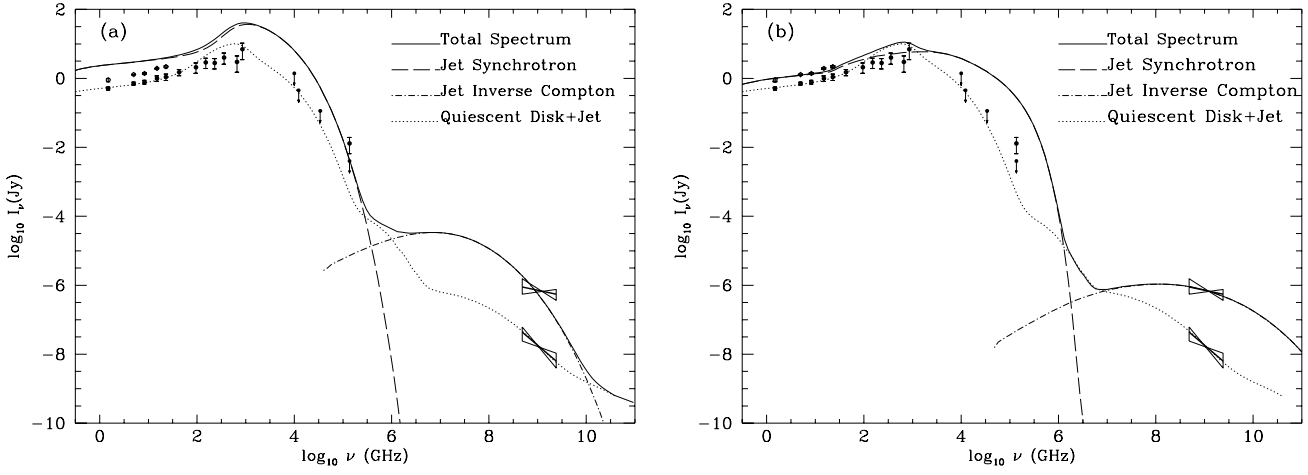 (a)
Total Spectrum
Jet Synchrotron
Jet Inverse Compton
Quiescent Disk+Jet
2
0
−2
−4
−6
−8
−10
0 2 4 6 8 10
log₁₀ Iν(Jy)
log₁₀ ν (GHz)
(b)
Total Spectrum
Jet Synchrotron
Jet Inverse Compton
Quiescent Disk+Jet
2
0
−2
−4
−6
−8
−10
0 2 4 6 8 10
log₁₀ Iν(Jy)
log₁₀ ν (GHz)